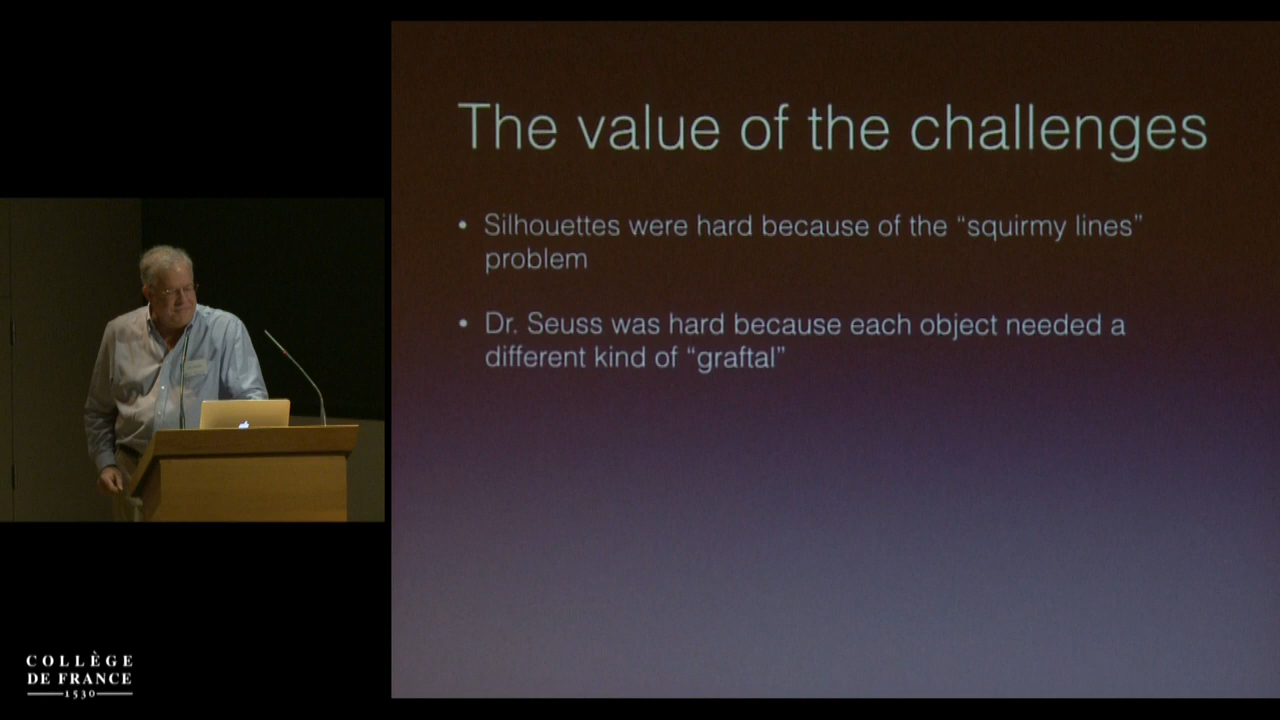 The value of the challenges
• Silhouettes were hard because of the “squirmy lines”
problem
• Dr. Seuss was hard because each object needed a
different kind of “graftal”
COLLÈGE
DE FRANCE
1530